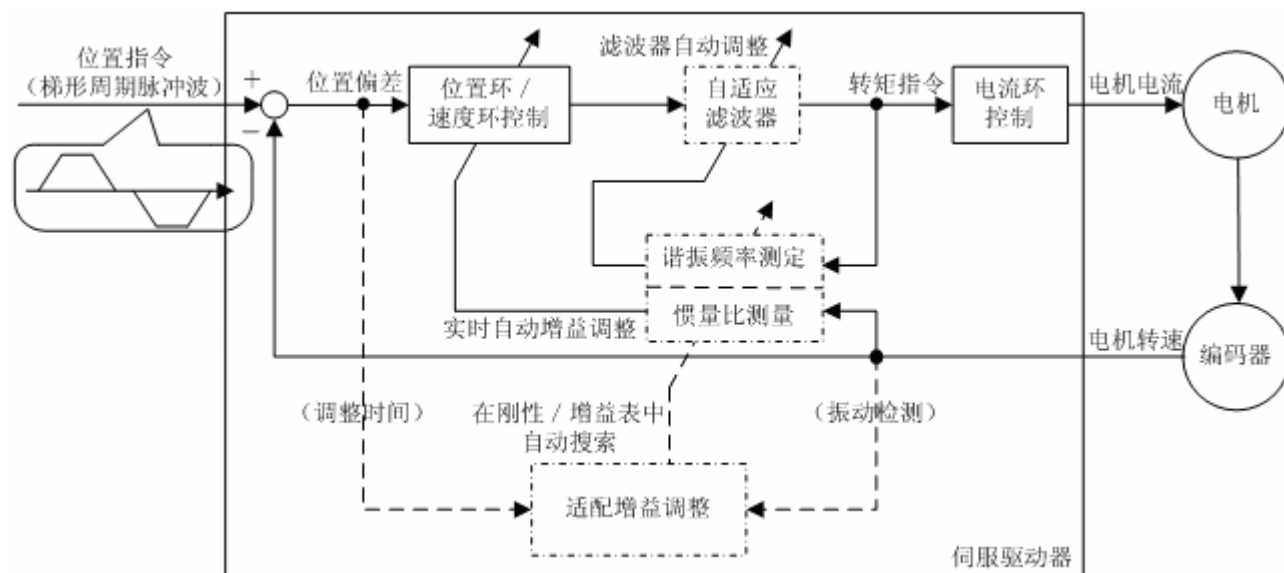 位置指令
（梯形周期脉冲波）
+
−
位置偏差
位置环 /
速度环控制
滤波器自动调整
自适应
滤波器
转矩指令
电流环
控制
电机电流
电机
谐振频率测定
惯量比测量
实时自动增益调整
电机转速
编码器
（调整时间）
在刚性 / 增益表中
自动搜索
（振动检测）
适配增益调整
伺服驱动器